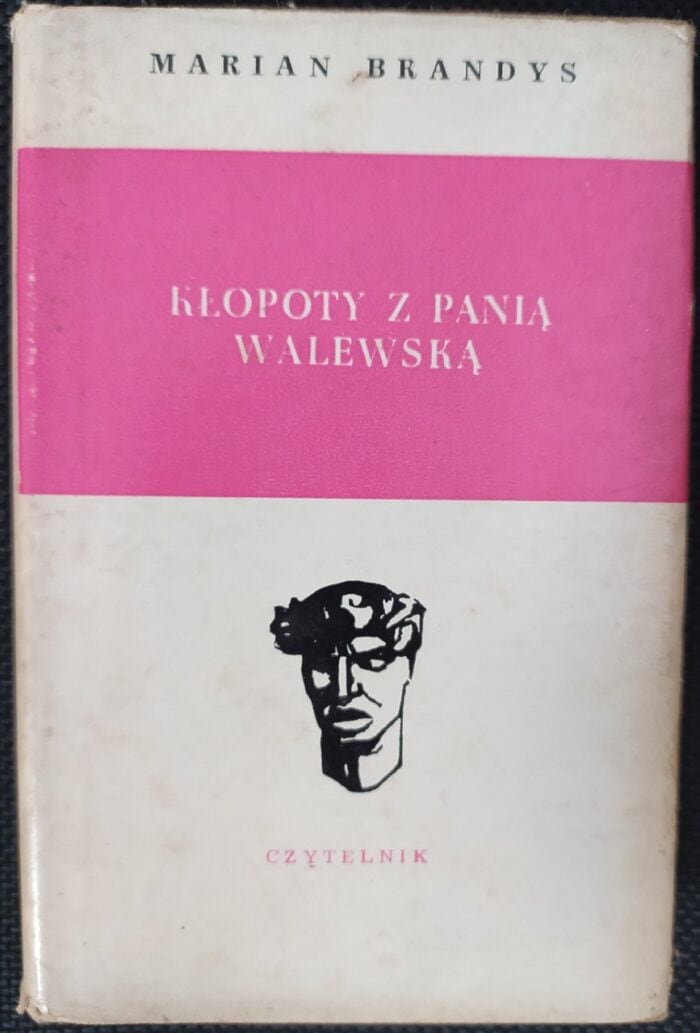 MARIAN BRANDYS
KŁOPOTY Z PANIĄ
WALEWSKĄ
CZYTELNIK